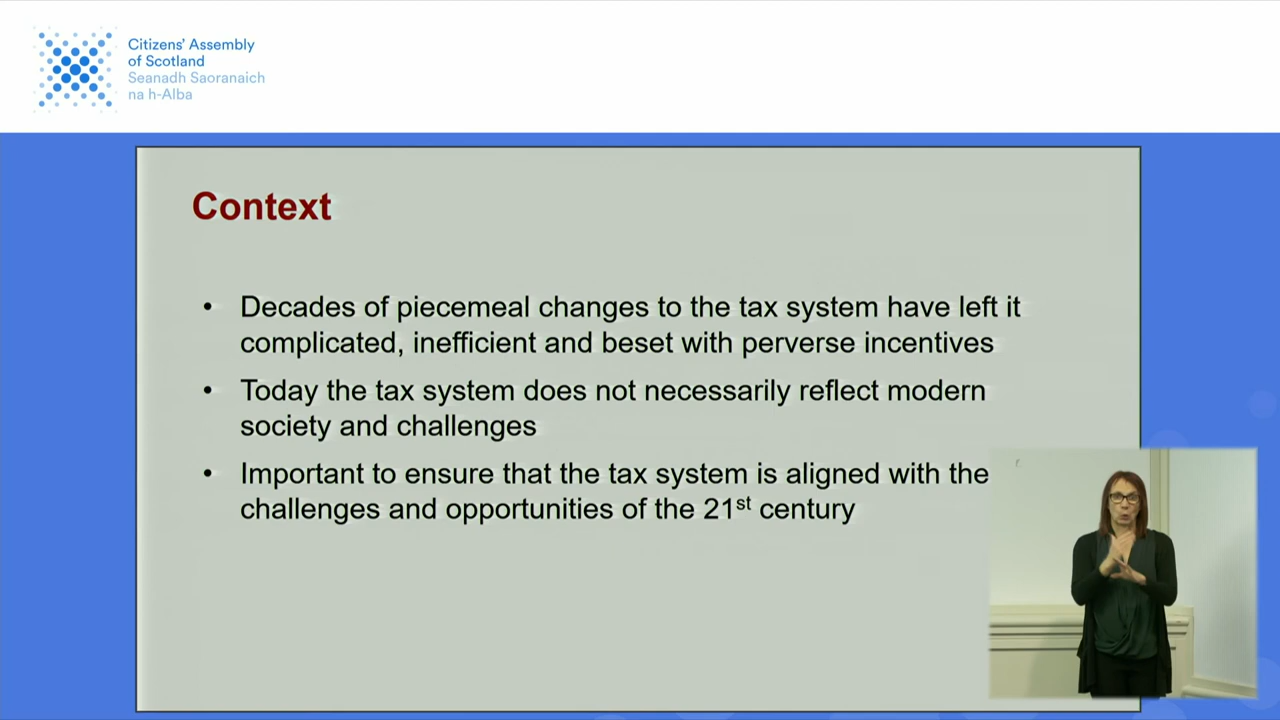 Citizens' Assembly
of Scotland
Seanadh Saoranaich
na h-Alba
Context
• Decades of piecemeal changes to the tax system have left it
complicated, inefficient and beset with perverse incentives
• Today the tax system does not necessarily reflect modern
society and challenges
• Important to ensure that the tax system is aligned with the
challenges and opportunities of the 21st century